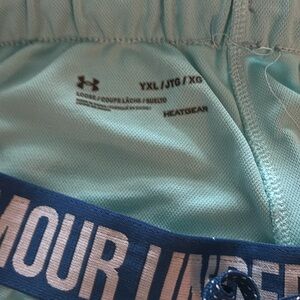 YXL/JTG/XG
LOOSE/COUPE LÂCHE/SUELTO
HEATGEAR
MOUR UNDER